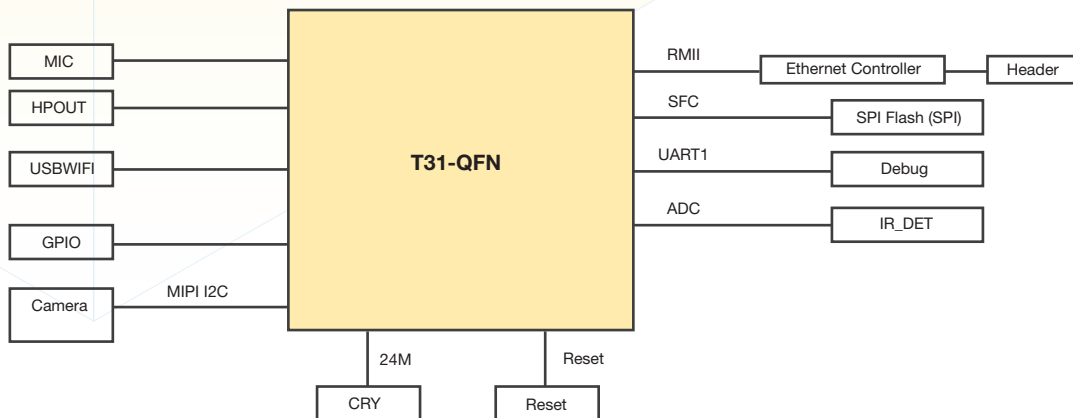 MIC
HPOUT
USBWIFI
GPIO
Camera
MIPI I2C
T31-QFN
RMII
Ethernet Controller
Header
SFC
SPI Flash (SPI)
UART1
Debug
ADC
IR_DET
24M
CRY
Reset
Reset